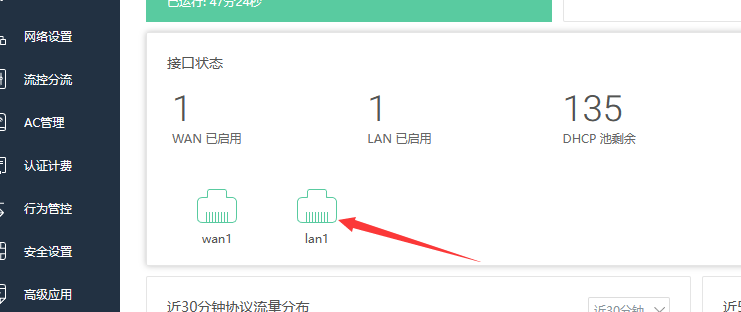 已运行: 47分24秒
网络设置
流控分流
AC管理
认证计费
行为管控
安全设置
高级应用
接口状态
1
WAN 已启用
1
LAN 已启用
135
DHCP 池剩余
wan1
lan1
近30分钟协议流量分布
近30分钟